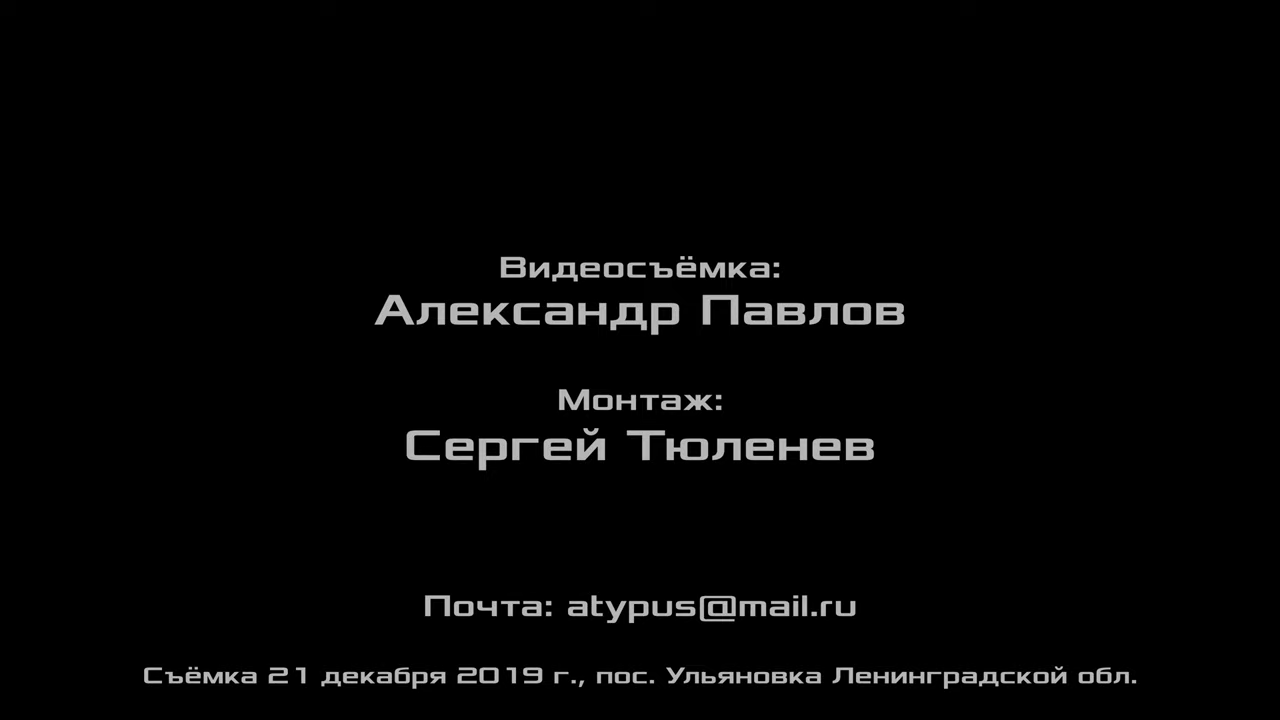 Видеосъёмка:
Александр Павлов
Монтаж:
Сергей Тюленев
Почта: atypus@mail.ru
Съёмка 21 декабря 2019 г., пос. Ульяновка Ленинградской обл.